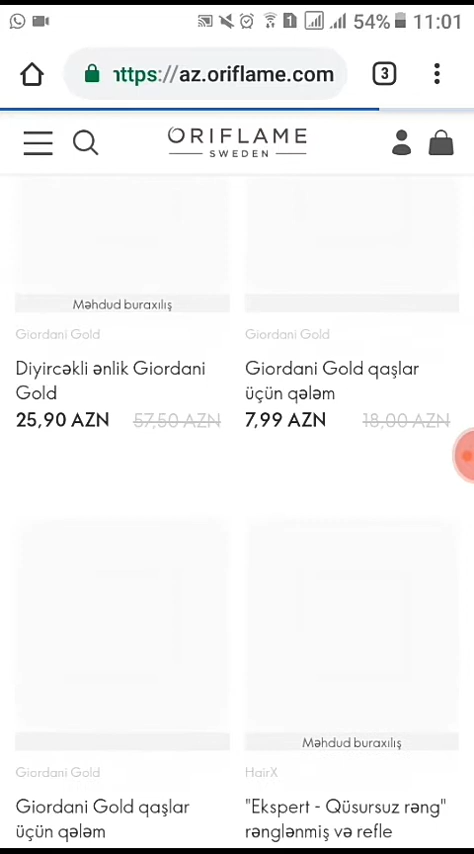 54% 11:01
https://az.oriflame.com 3
ORIFLAME
SWEDEN
Məhdud buraxılış
Giordani Gold
Diyircəkli ənlik Giordani
Gold
25,90 AZN 57,50 AZN
Giordani Gold
Giordani Gold qaşlar
üçün qələm
7,99 AZN 18,00 AZN
Giordani Gold
Giordani Gold qaşlar
üçün qələm
Məhdud buraxılış
HairX
"Ekspert - Qüsursuz rəng"
rənglənmiş və refle